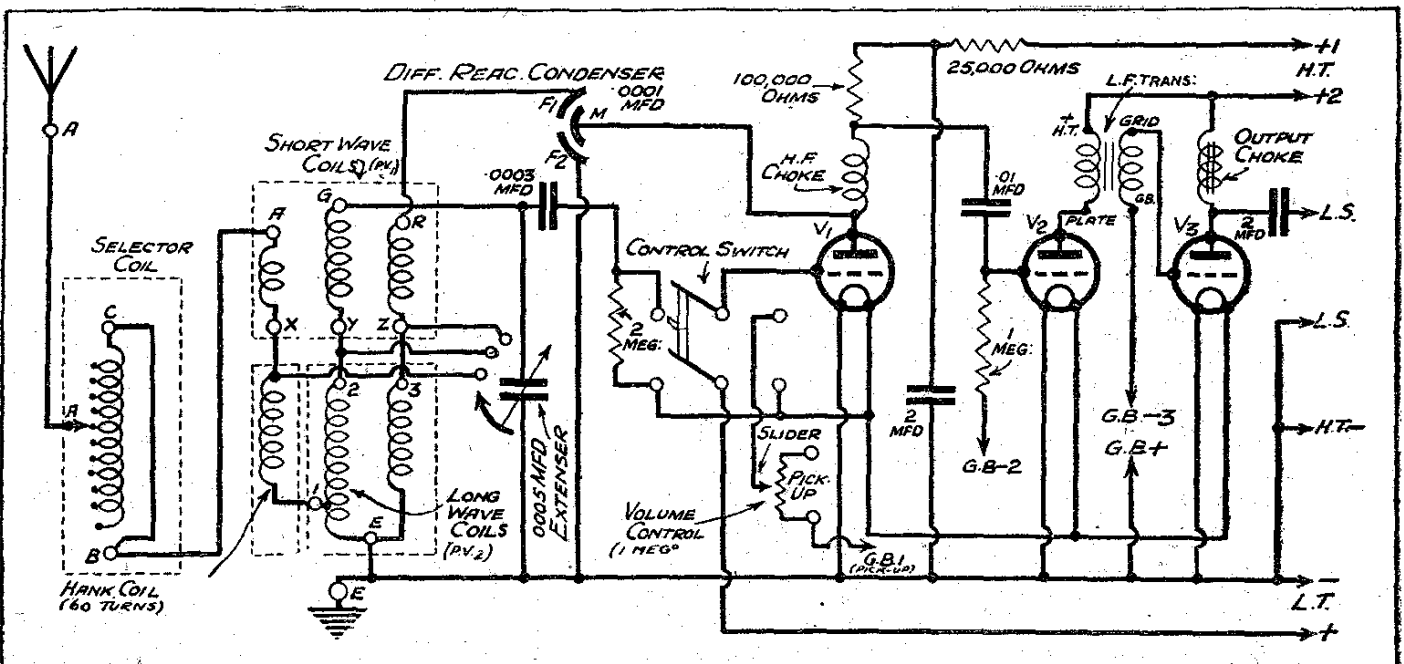 A
DIFF. REAC. CONDENSER
.0001
MFD
F1
M
F2
SHORT WAVE
COILS (P.V.1)
.0003
MFD
G
A
R
X
Y
Z
SELECTOR
COIL
C
A
B
HANK COIL
(60 TURNS)
2
3
1
E
E
LONG
WAVE
COILS
(P.V.2)
.0005 MFD
EXTENSER
CONTROL SWITCH
2
MEG:
SLIDER
PICK-
UP
VOLUME
CONTROL
(1 MEG°
G.B.1
(PICK-UP)
100,000
OHMS
25,000 OHMS
H.F.
CHOKE
V1
.01
MFD
2
MFD
1
MEG:
G.B-2
L.F. TRANS:
+
H.T.
GRID
G.B.
PLATE
V2
V3
G.B-3
G.B+
OUTPUT
CHOKE
2
MFD
+1
H.T.
+2
L.S.
L.S.
H.T.-
-
L.T.
+